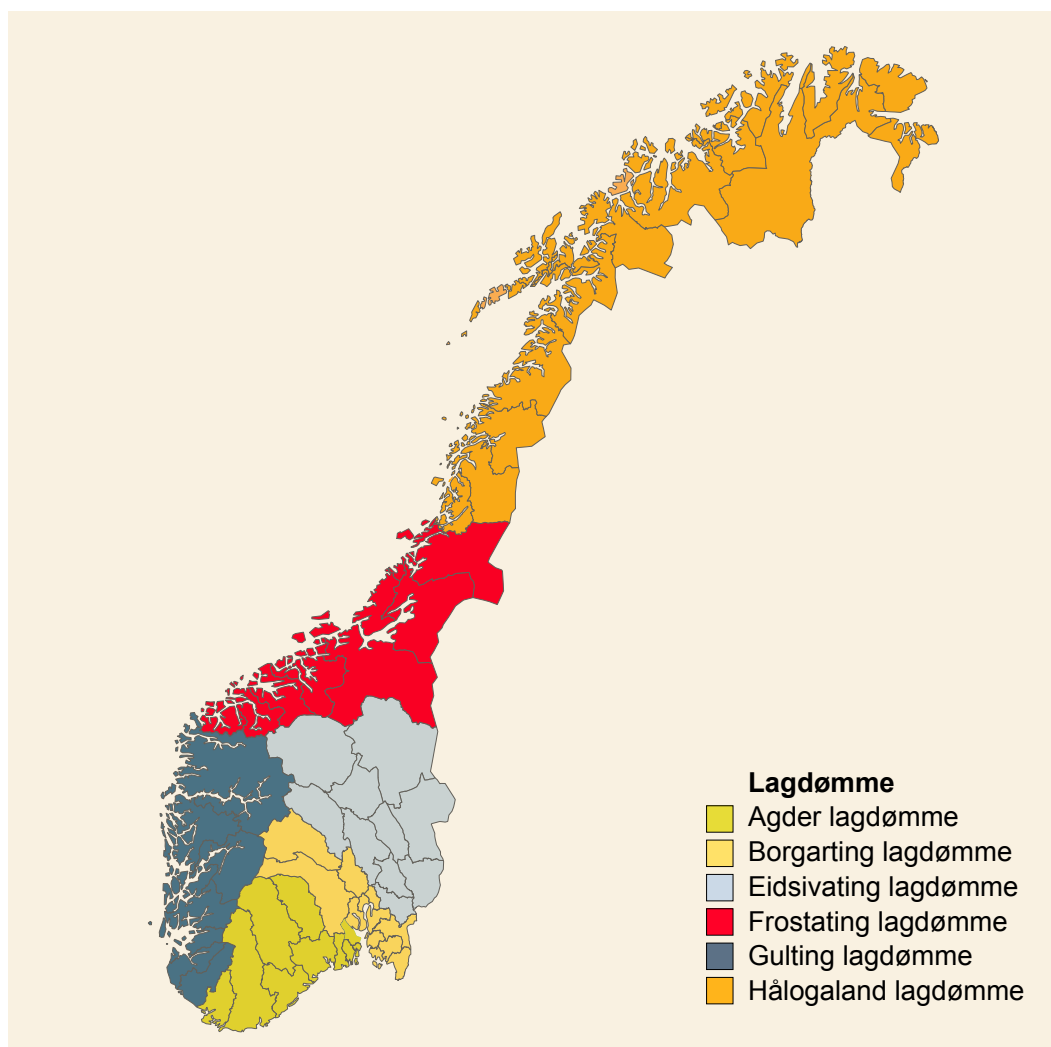 Lagdømme
Agder lagdømme
Borgarting lagdømme
Eidsivating lagdømme
Frostating lagdømme
Gulting lagdømme
Hålogaland lagdømme